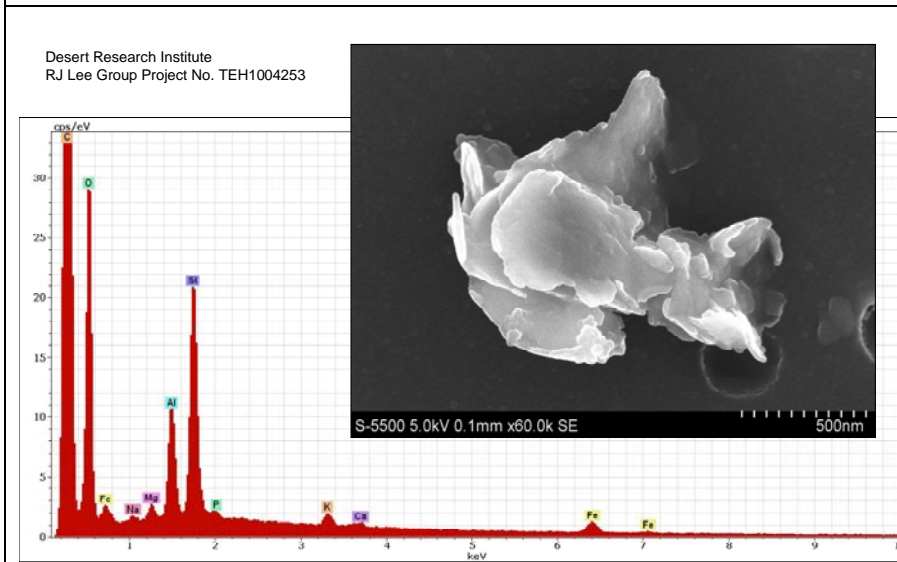 Desert Research Institute
RJ Lee Group Project No. TEH1004253
cps/eV
C
O
Si
Al
Fe
Na
Mg
P
K
Ca
Fe
Fe
30
25
20
15
10
5
0
1
2
3
4
5
6
7
8
9
keV
S-5500 5.0kV 0.1mm x60.0k SE
500nm